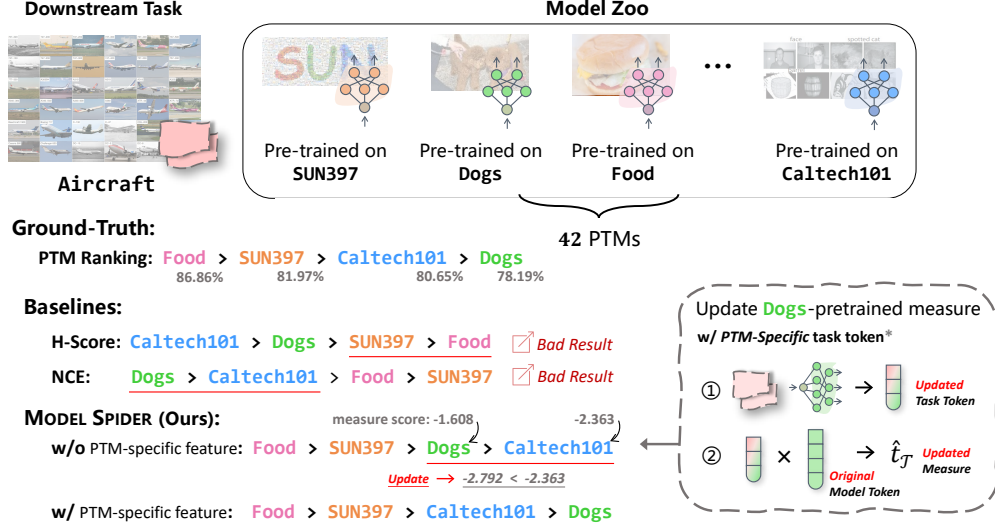 Downstream Task
Model Zoo
SUN
face
spotted cat
...
Aircraft
Pre-trained on
SUN397
Pre-trained on
Dogs
Pre-trained on
Food
Pre-trained on
Caltech101
42 PTMs
Ground-Truth:
PTM Ranking: Food > SUN397 > Caltech101 > Dogs
86.86% 81.97% 80.65% 78.19%
Baselines:
H-Score: Caltech101 > Dogs > SUN397 > Food Bad Result
NCE: Dogs > Caltech101 > Food > SUN397 Bad Result
MODEL SPIDER (Ours):
measure score: -1.608 -2.363
w/o PTM-specific feature: Food > SUN397 > Dogs > Caltech101
Update → -2.792 < -2.363
w/ PTM-specific feature: Food > SUN397 > Caltech101 > Dogs
Update Dogs-pretrained measure
w/ PTM-Specific task token*
① → Updated
Task Token
② × → t̂𝒯 Updated
Measure
Original
Model Token